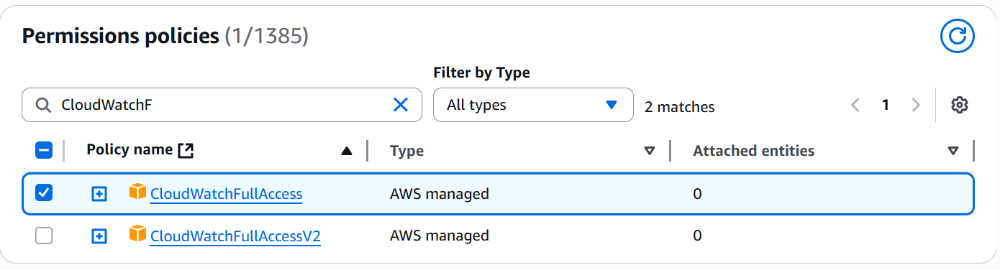 Permissions policies (1/1385)
Filter by Type
CloudWatchF
All types
2 matches
1
Policy name
Type
Attached entities
CloudWatchFullAccess
AWS managed
0
CloudWatchFullAccessV2
AWS managed
0